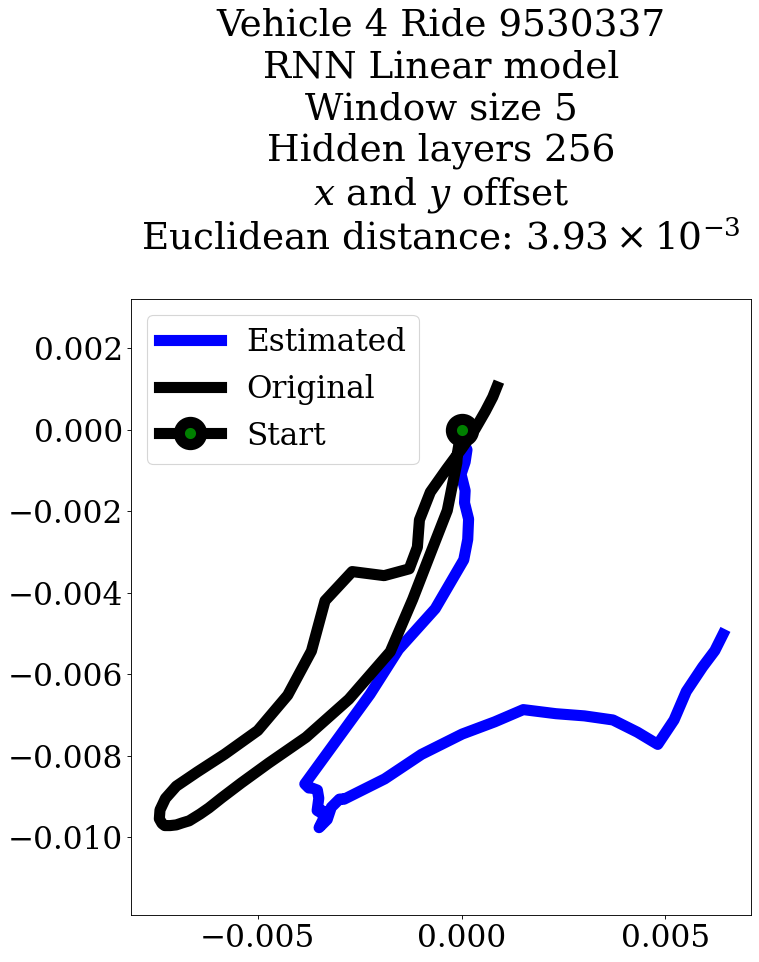 Vehicle 4 Ride 9530337
RNN Linear model
Window size 5
Hidden layers 256
x and y offset
Euclidean distance: 3.93 × 10⁻³
Estimated
Original
Start
0.002
0.000
−0.002
−0.004
−0.006
−0.008
−0.010
−0.005 0.000 0.005